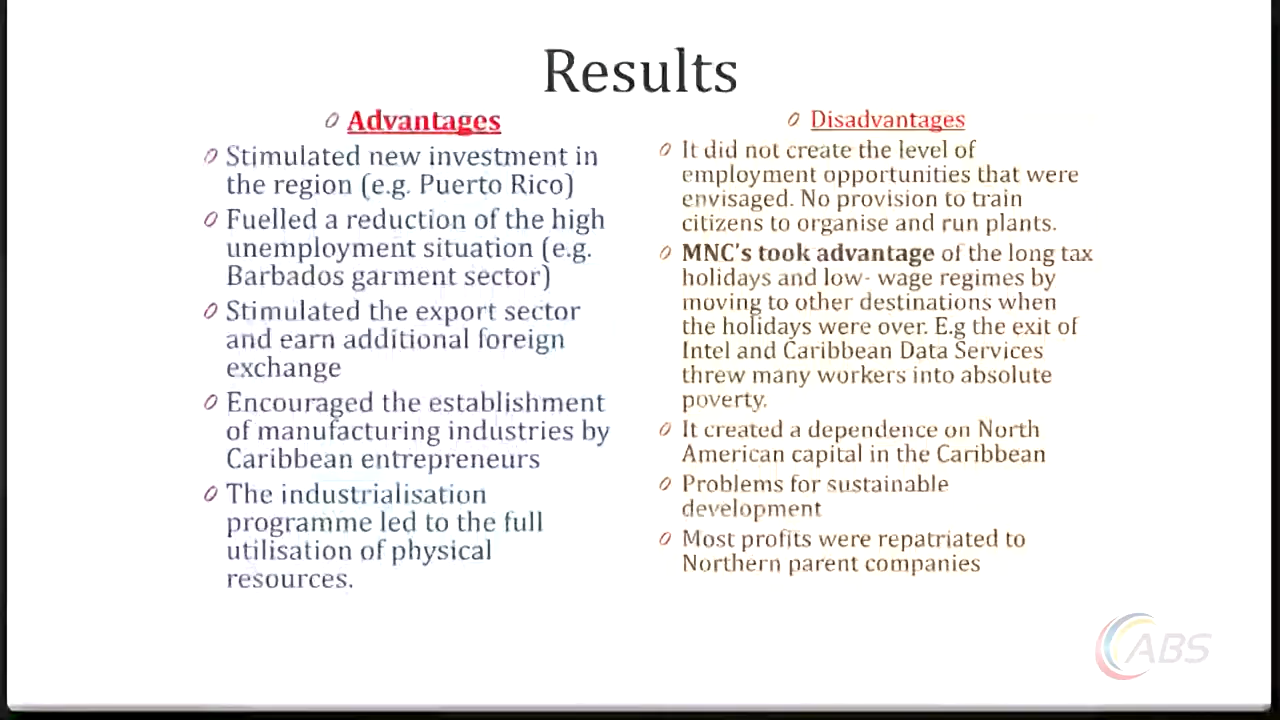 Results
Advantages
Stimulated new investment in
the region (e.g. Puerto Rico)
Fuelled a reduction of the high
unemployment situation (e.g.
Barbados garment sector)
Stimulated the export sector
and earn additional foreign
exchange
Encouraged the establishment
of manufacturing industries by
Caribbean entrepreneurs
The industrialisation
programme led to the full
utilisation of physical
resources.
Disadvantages
It did not create the level of
employment opportunities that were
envisaged. No provision to train
citizens to organise and run plants.
MNC's took advantage of the long tax
holidays and low- wage regimes by
moving to other destinations when
the holidays were over. E.g the exit of
Intel and Caribbean Data Services
threw many workers into absolute
poverty.
It created a dependence on North
American capital in the Caribbean
Problems for sustainable
development
Most profits were repatriated to
Northern parent companies
ABS